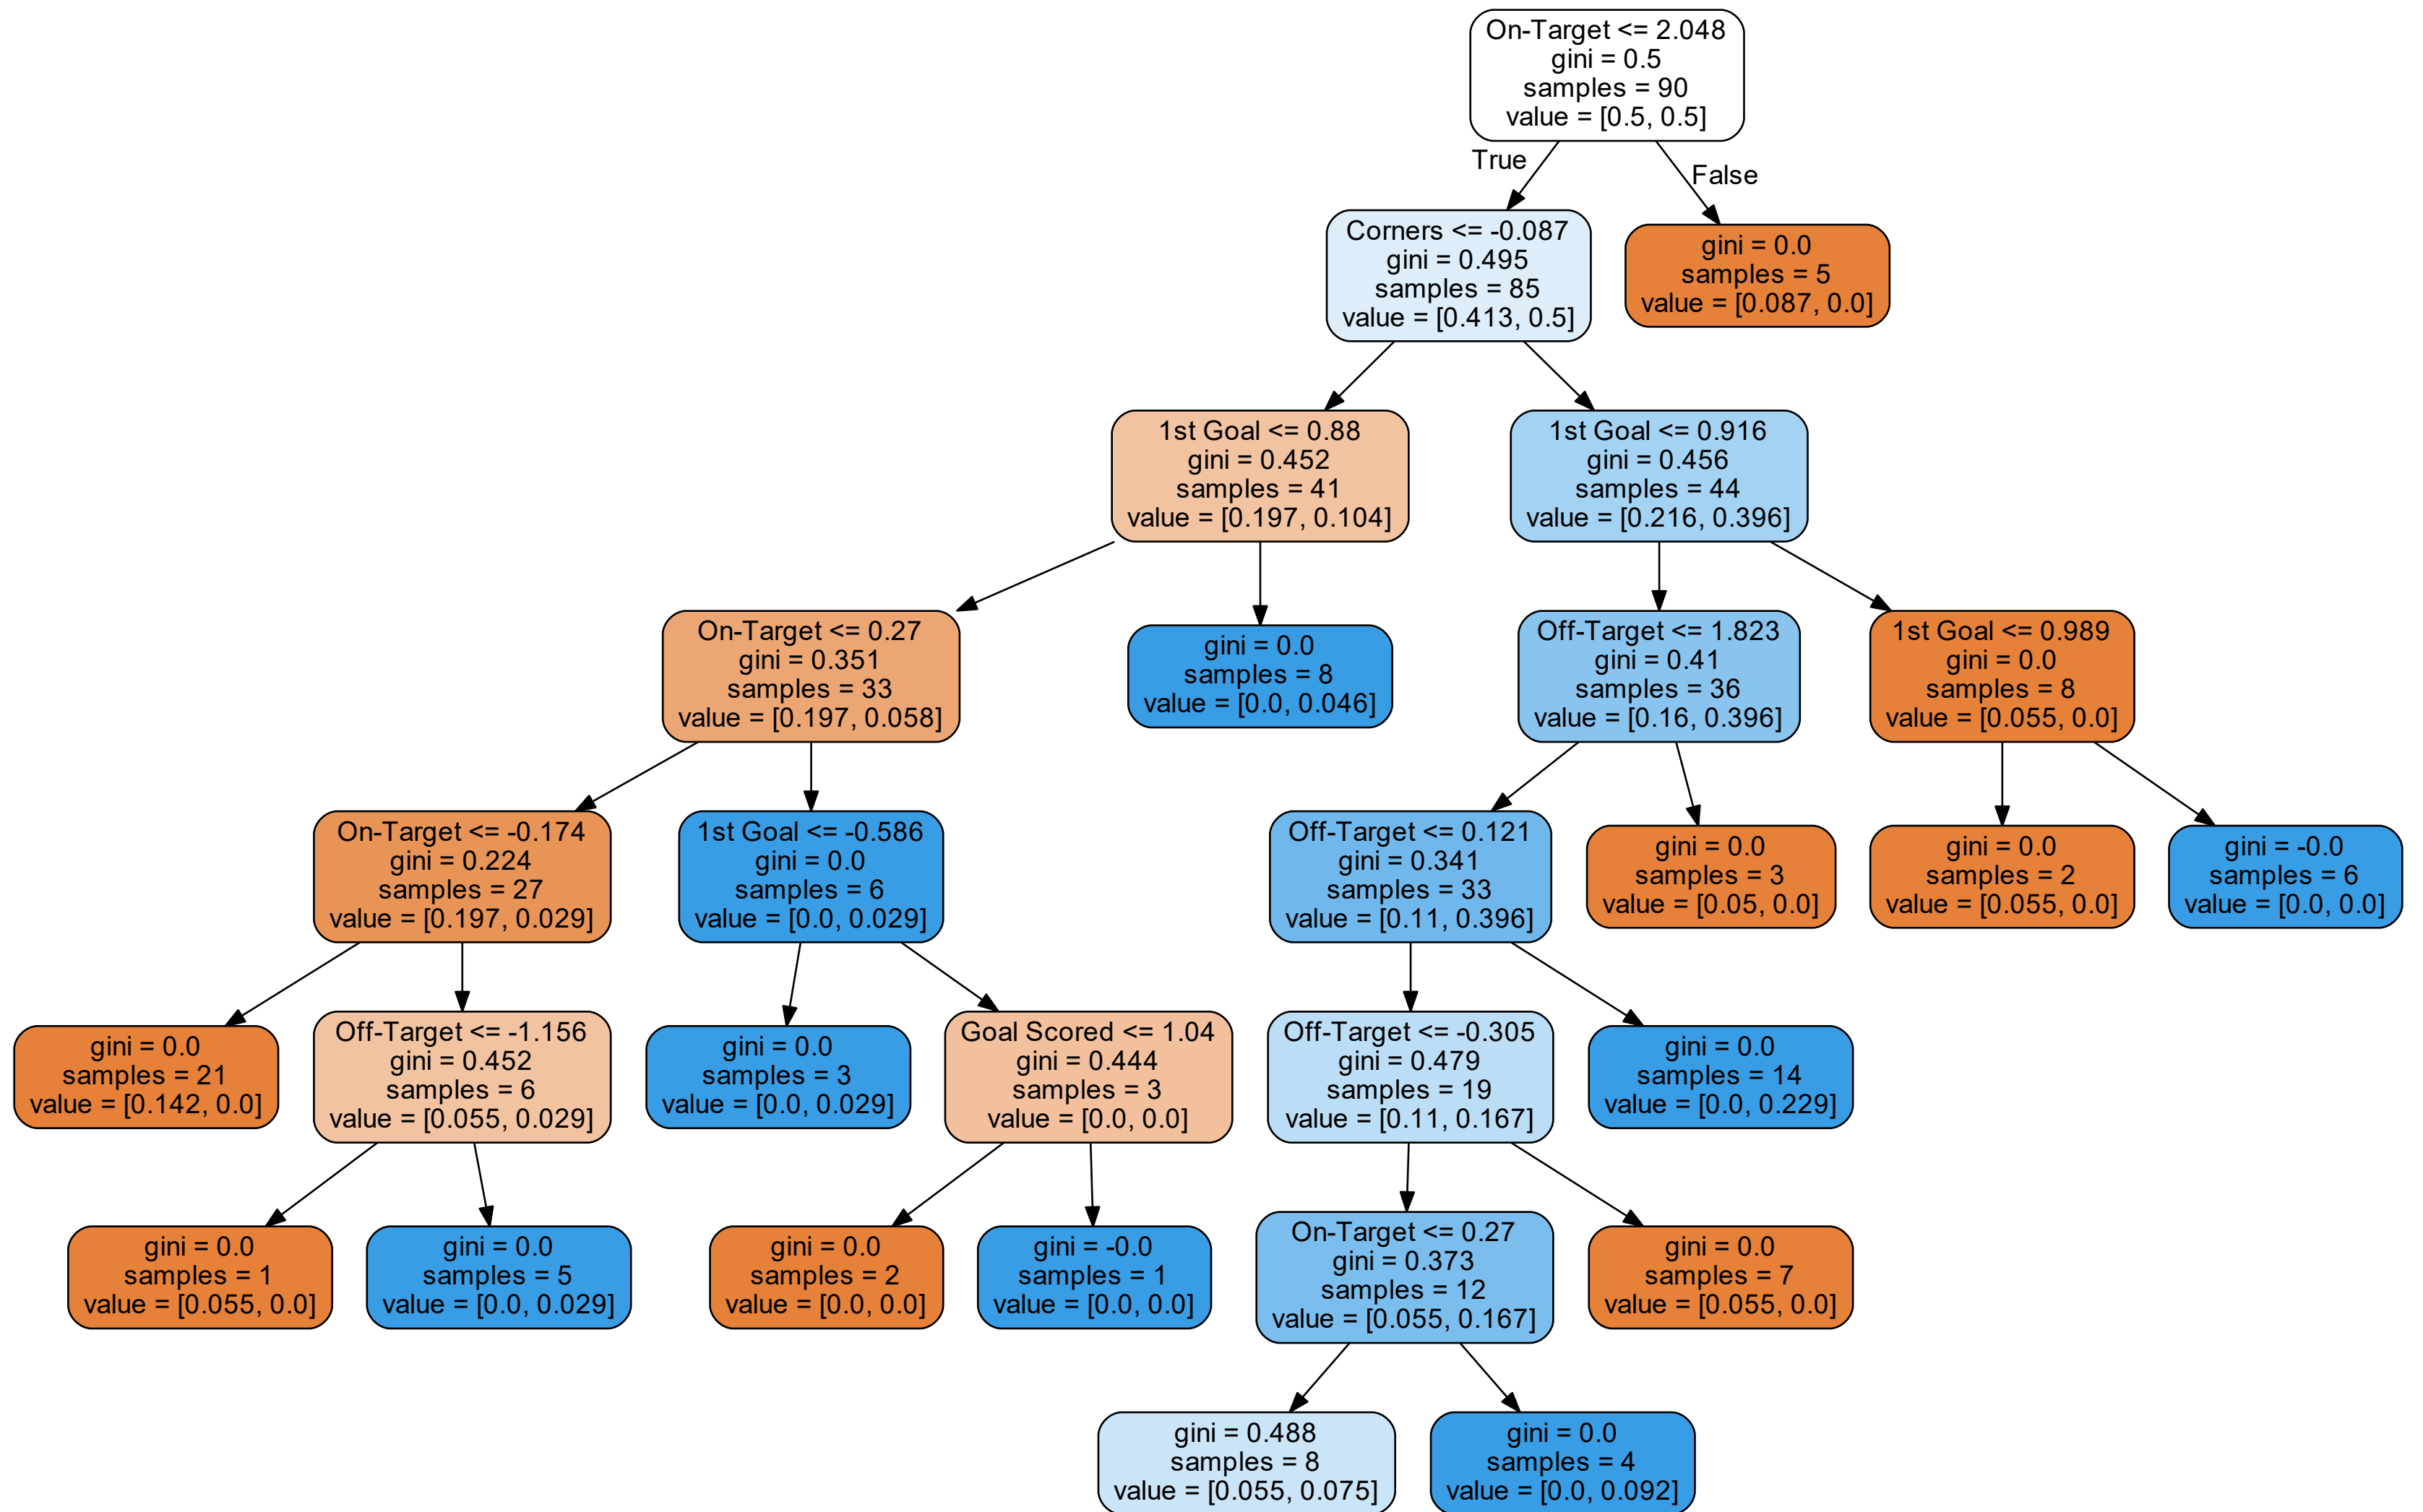 On-Target <= 2.048
gini = 0.5
samples = 90
value = [0.5, 0.5]
True
False
Corners <= -0.087
gini = 0.495
samples = 85
value = [0.413, 0.5]
gini = 0.0
samples = 5
value = [0.087, 0.0]
1st Goal <= 0.88
gini = 0.452
samples = 41
value = [0.197, 0.104]
1st Goal <= 0.916
gini = 0.456
samples = 44
value = [0.216, 0.396]
On-Target <= 0.27
gini = 0.351
samples = 33
value = [0.197, 0.058]
gini = 0.0
samples = 8
value = [0.0, 0.046]
Off-Target <= 1.823
gini = 0.41
samples = 36
value = [0.16, 0.396]
1st Goal <= 0.989
gini = 0.0
samples = 8
value = [0.055, 0.0]
On-Target <= -0.174
gini = 0.224
samples = 27
value = [0.197, 0.029]
1st Goal <= -0.586
gini = 0.0
samples = 6
value = [0.0, 0.029]
Off-Target <= 0.121
gini = 0.341
samples = 33
value = [0.11, 0.396]
gini = 0.0
samples = 3
value = [0.05, 0.0]
gini = 0.0
samples = 2
value = [0.055, 0.0]
gini = -0.0
samples = 6
value = [0.0, 0.0]
gini = 0.0
samples = 21
value = [0.142, 0.0]
Off-Target <= -1.156
gini = 0.452
samples = 6
value = [0.055, 0.029]
gini = 0.0
samples = 3
value = [0.0, 0.029]
Goal Scored <= 1.04
gini = 0.444
samples = 3
value = [0.0, 0.0]
Off-Target <= -0.305
gini = 0.479
samples = 19
value = [0.11, 0.167]
gini = 0.0
samples = 14
value = [0.0, 0.229]
gini = 0.0
samples = 1
value = [0.055, 0.0]
gini = 0.0
samples = 5
value = [0.0, 0.029]
gini = 0.0
samples = 2
value = [0.0, 0.0]
gini = -0.0
samples = 1
value = [0.0, 0.0]
On-Target <= 0.27
gini = 0.373
samples = 12
value = [0.055, 0.167]
gini = 0.0
samples = 7
value = [0.055, 0.0]
gini = 0.488
samples = 8
value = [0.055, 0.075]
gini = 0.0
samples = 4
value = [0.0, 0.092]